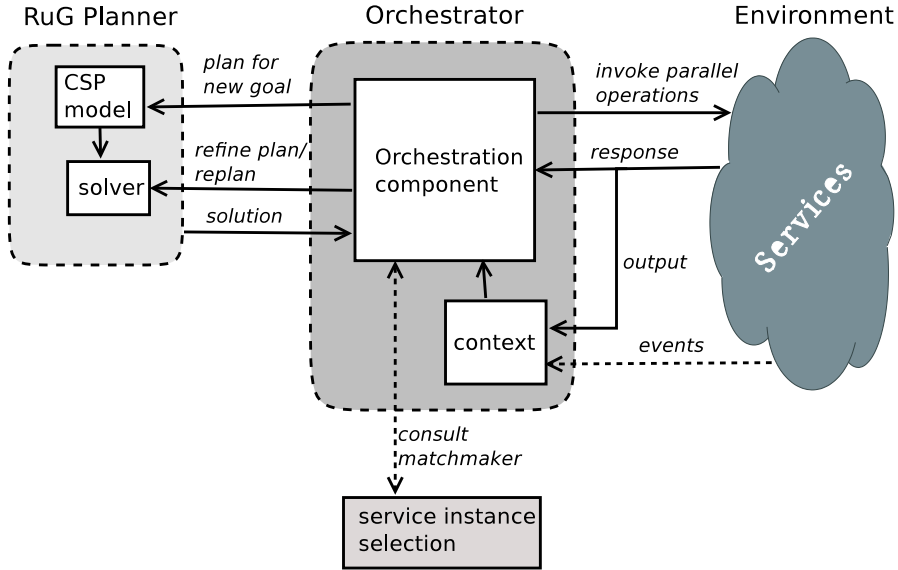 RuG Planner
Orchestrator
Environment
CSP
model
solver
plan for
new goal
refine plan/
replan
solution
Orchestration
component
context
invoke parallel
operations
response
output
events
Services
consult
matchmaker
service instance
selection